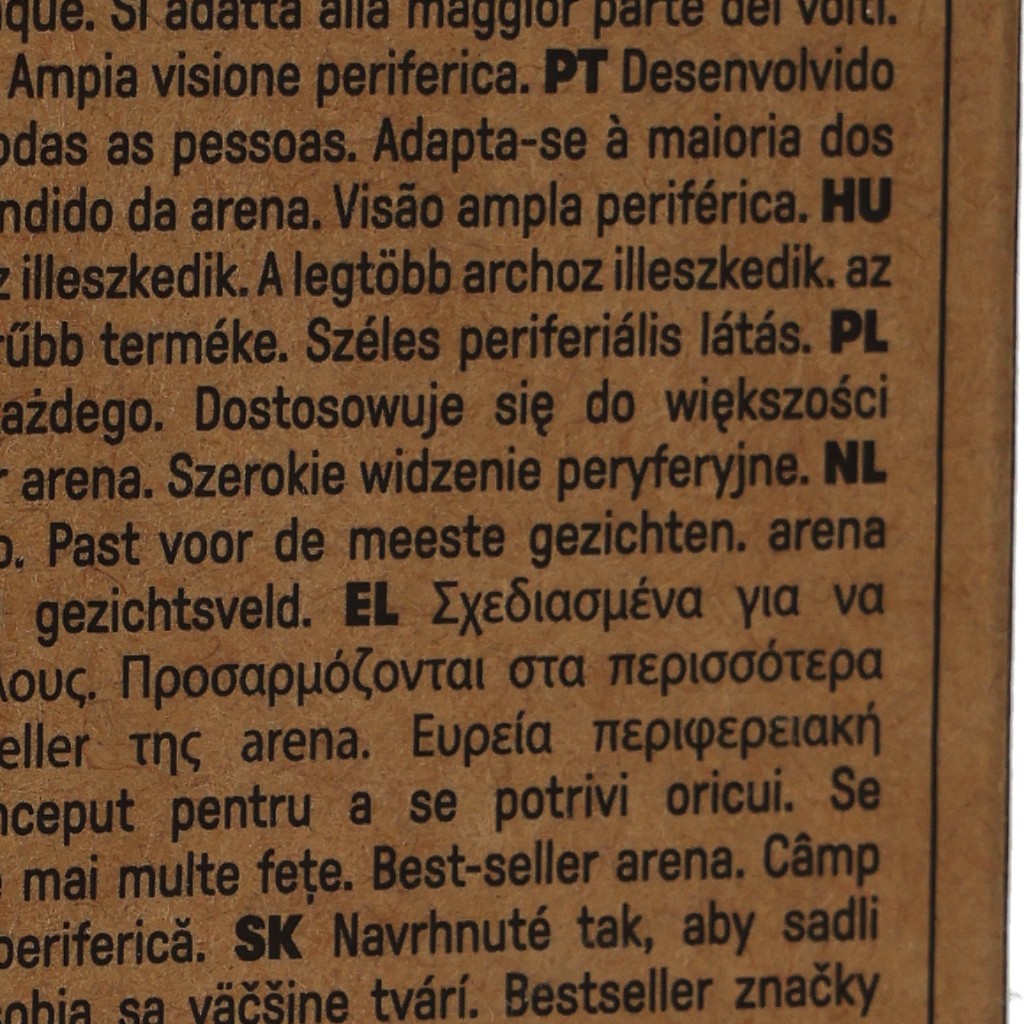 que. Si adatta alla maggior parte dei volti.
Ampia visione periferica. PT Desenvolvido
odas as pessoas. Adapta-se à maioria dos
ndido da arena. Visão ampla periférica. HU
z illeszkedik. A legtöbb archoz illeszkedik. az
rűbb terméke. Széles periferiális látás. PL
ażdego. Dostosowuje się do większości
r arena. Szerokie widzenie peryferyjne. NL
o. Past voor de meeste gezichten. arena
gezichtsveld. EL Σχεδιασμένα για να
λους. Προσαρμόζονται στα περισσότερα
eller της arena. Ευρεία περιφερειακή
nceput pentru a se potrivi oricui. Se
mai multe fețe. Best-seller arena. Câmp
periferică. SK Navrhnuté tak, aby sadli
sobia sa väčšine tvárí. Bestseller značky